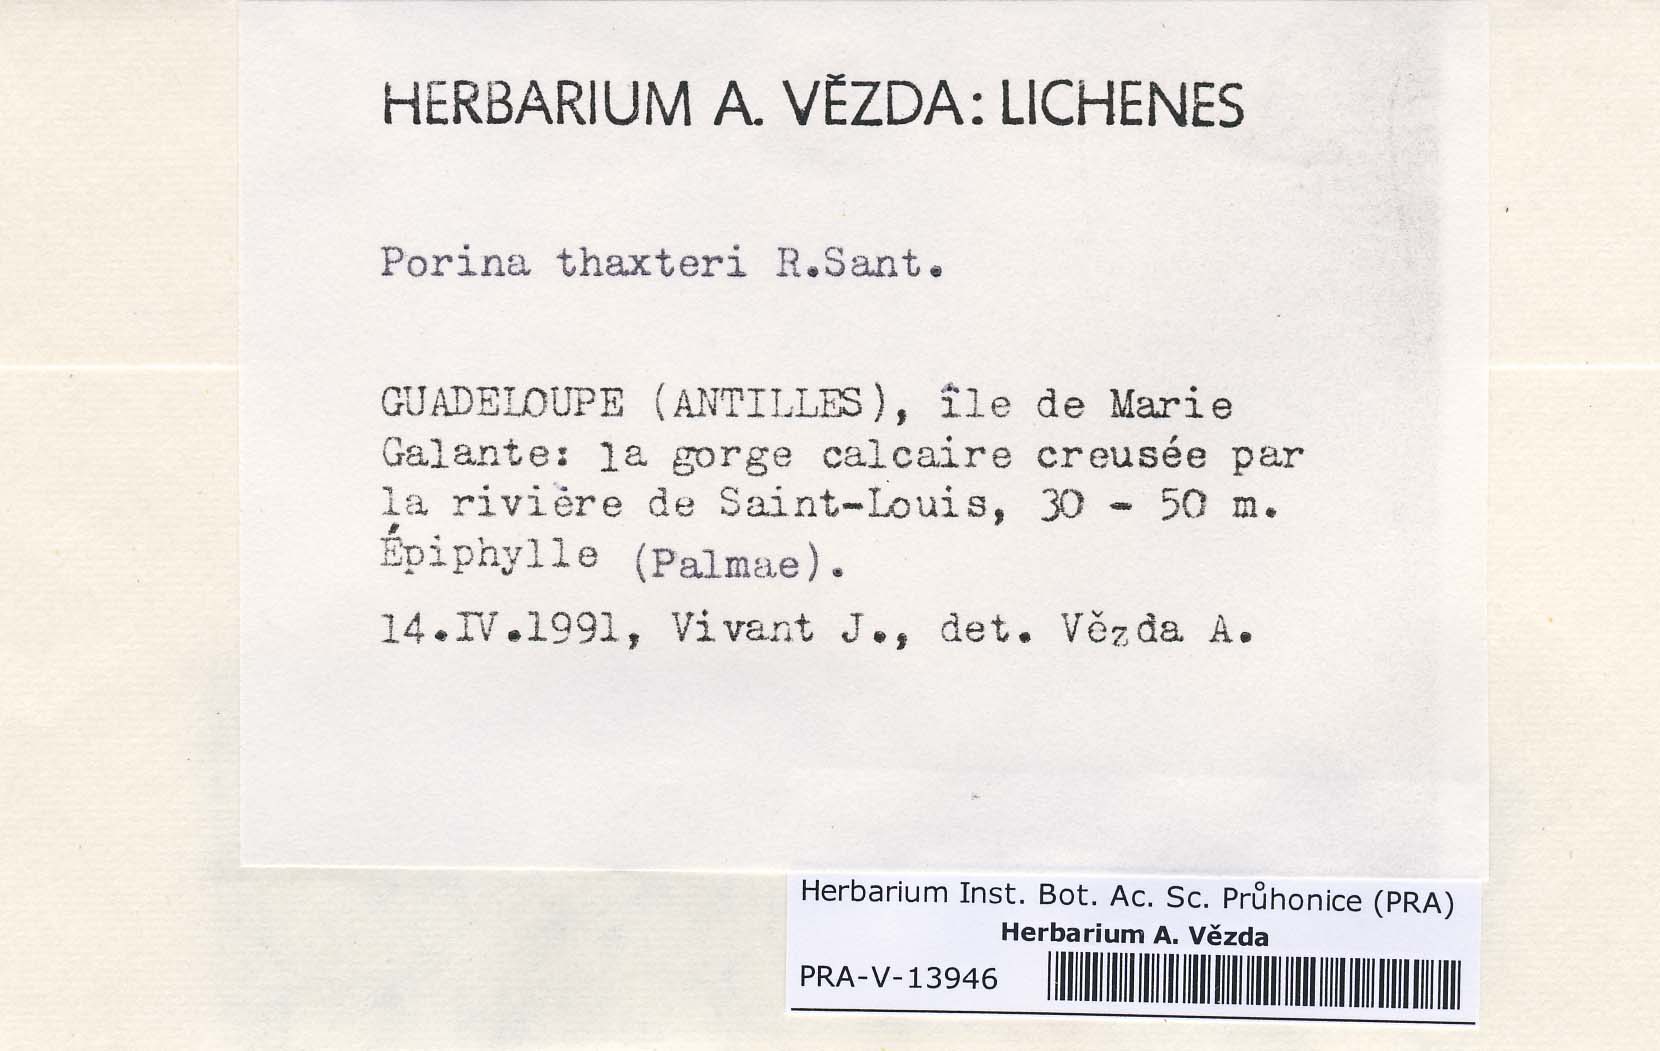 HERBARIUM A. VĚZDA: LICHENES
Porina thaxteri R.Sant.
GUADELOUPE (ANTILLES), île de Marie
Galante: la gorge calcaire creusée par
la rivière de Saint-Louis, 30 - 50 m.
Épiphylle (Palmae).
14.IV.1991, Vivant J., det. Vězda A.
Herbarium Inst. Bot. Ac. Sc. Průhonice (PRA)
Herbarium A. Vězda
PRA-V-13946